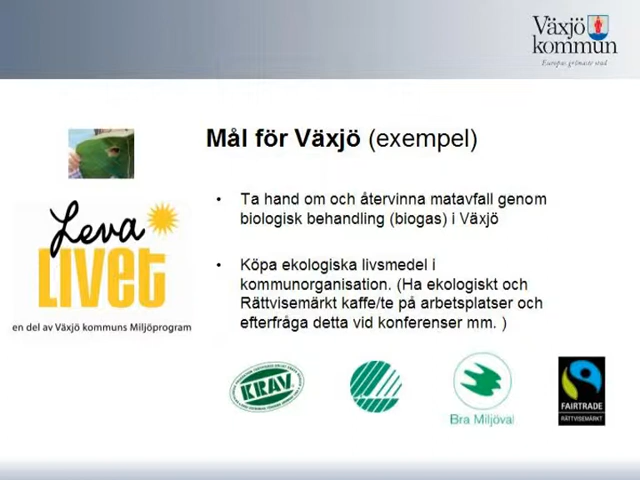 Växjö
kommun
Europas grönaste stad
Mål för Växjö (exempel)
• Ta hand om och återvinna matavfall genom
biologisk behandling (biogas) i Växjö
Leva
LIVET
en del av Växjö kommuns Miljöprogram
• Köpa ekologiska livsmedel i
kommunorganisation. (Ha ekologiskt och
Rättvisemärkt kaffe/te på arbetsplatser och
efterfråga detta vid konferenser mm. )
KRAV
Bra Miljöval
FAIRTRADE
RÄTTVISEMÄRKT